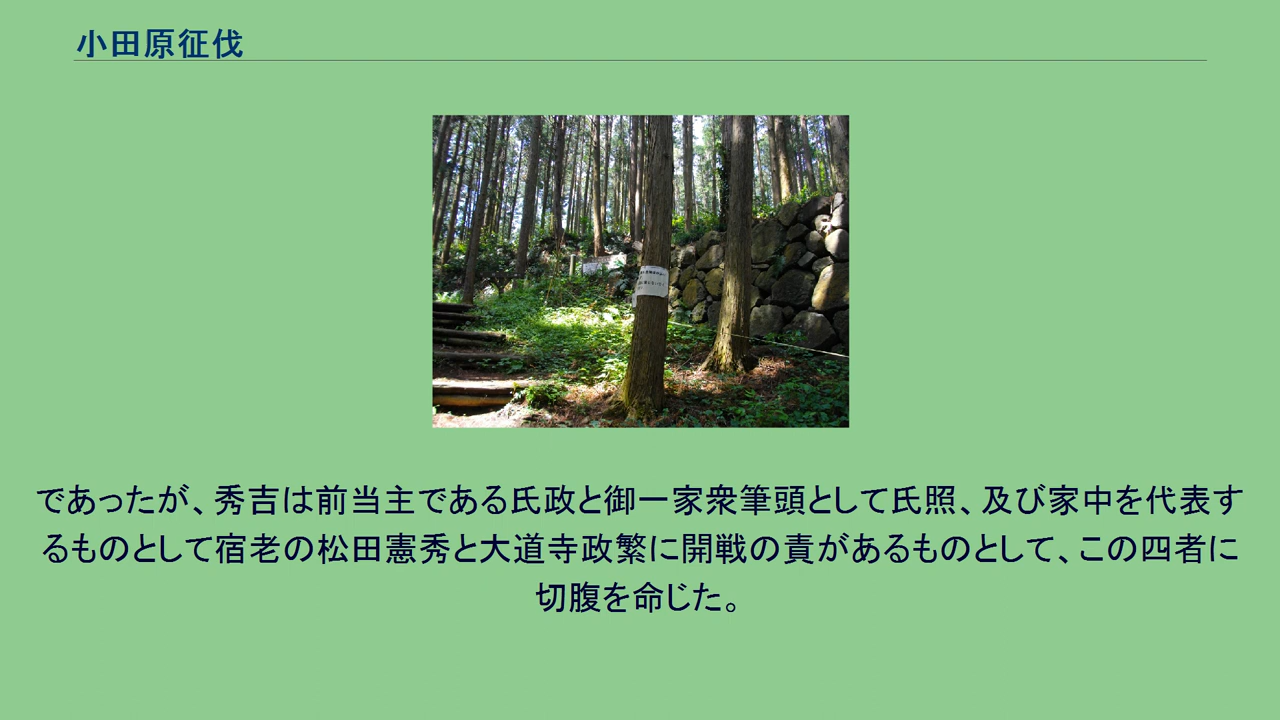 小田原征伐
であったが、秀吉は前当主である氏政と御一家衆筆頭として氏照、及び家中を代表す
るものとして宿老の松田憲秀と大道寺政繁に開戦の責があるものとして、この四者に
切腹を命じた。